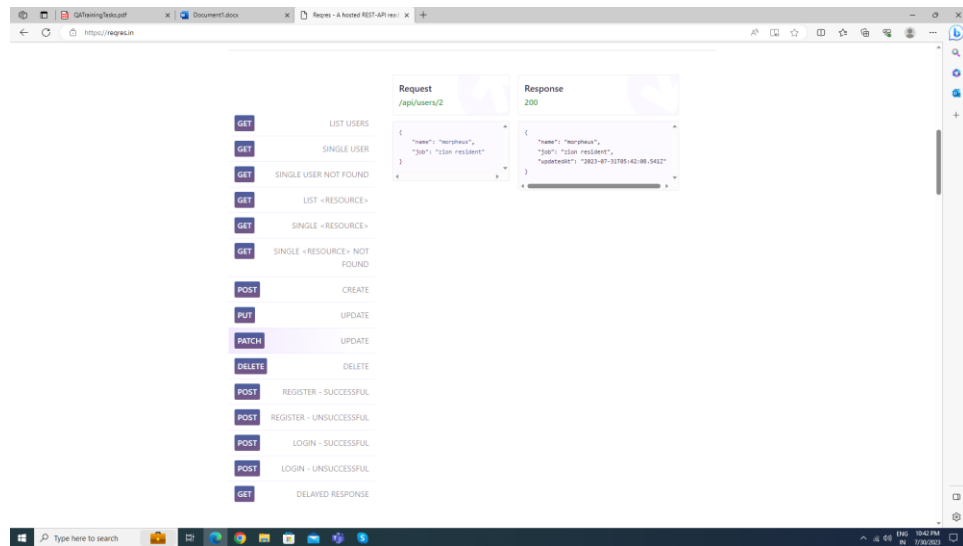 QATrainingTasks.pdf
Document1.docx
Reqres - A hosted REST-API read
https://reqres.in
Request
/api/users/2
Response
200
{
"name": "morpheus",
"job": "zion resident"
}
{
"name": "morpheus",
"job": "zion resident",
"updatedAt": "2023-07-31T05:42:08.541Z"
}
GET LIST USERS
GET SINGLE USER
GET SINGLE USER NOT FOUND
GET LIST <RESOURCE>
GET SINGLE <RESOURCE>
GET SINGLE <RESOURCE> NOT
FOUND
POST CREATE
PUT UPDATE
PATCH UPDATE
DELETE DELETE
POST REGISTER - SUCCESSFUL
POST REGISTER - UNSUCCESSFUL
POST LOGIN - SUCCESSFUL
POST LOGIN - UNSUCCESSFUL
GET DELAYED RESPONSE
Type here to search
ENG 10:42 PM
IN 7/30/2023